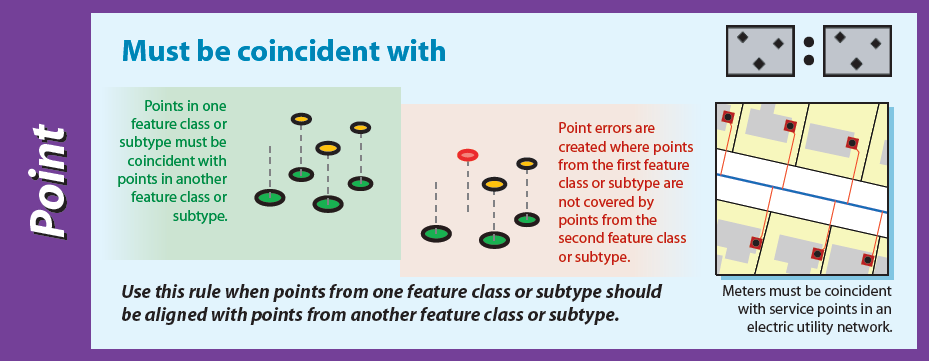 Point
Must be coincident with
Points in one
feature class or
subtype must be
coincident with
points in another
feature class or
subtype.
Point errors are
created where points
from the first feature
class or subtype are
not covered by
points from the
second feature class
or subtype.
Use this rule when points from one feature class or subtype should
be aligned with points from another feature class or subtype.
Meters must be coincident
with service points in an
electric utility network.